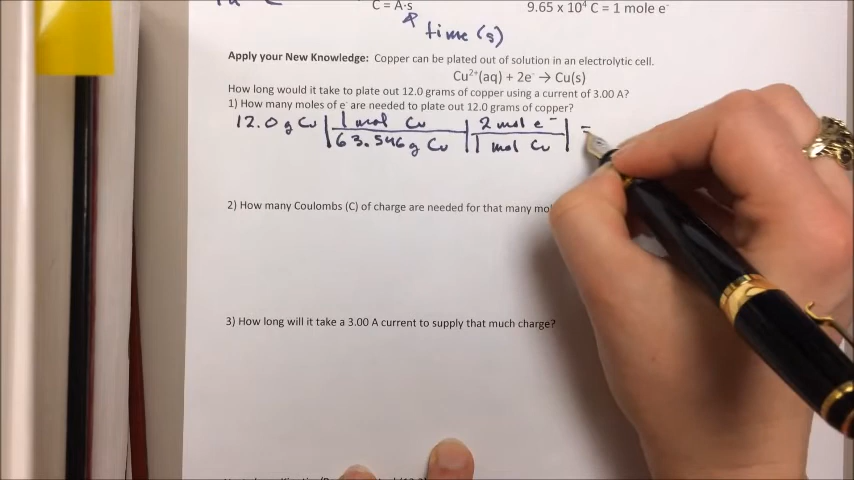 C = A·s
9.65 x 10⁴ C = 1 mole e⁻
time (s)
Apply your New Knowledge: Copper can be plated out of solution in an electrolytic cell.
Cu²⁺(aq) + 2e⁻ → Cu(s)
How long would it take to plate out 12.0 grams of copper using a current of 3.00 A?
1) How many moles of e⁻ are needed to plate out 12.0 grams of copper?
12.0 g Cu | 1 mol Cu | 2 mol e⁻ | =
63.546 g Cu | 1 mol Cu
2) How many Coulombs (C) of charge are needed for that many
3) How long will it take a 3.00 A current to supply that much charge?